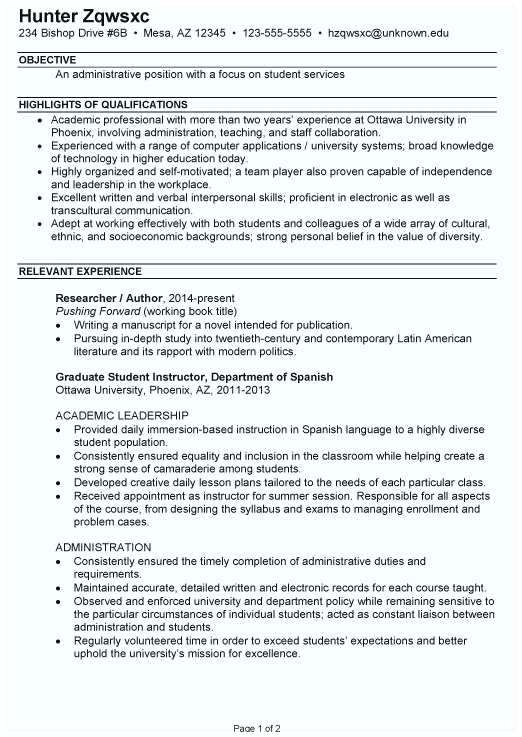 Hunter Zqwsxc
234 Bishop Drive #6B • Mesa, AZ 12345 • 123-555-5555 • hzqwsxc@unknown.edu
OBJECTIVE
An administrative position with a focus on student services
HIGHLIGHTS OF QUALIFICATIONS
• Academic professional with more than two years' experience at Ottawa University in
Phoenix, involving administration, teaching, and staff collaboration.
• Experienced with a range of computer applications / university systems; broad knowledge
of technology in higher education today.
• Highly organized and self-motivated; a team player also proven capable of independence
and leadership in the workplace.
• Excellent written and verbal interpersonal skills; proficient in electronic as well as
transcultural communication.
• Adept at working effectively with both students and colleagues of a wide array of cultural,
ethnic, and socioeconomic backgrounds; strong personal belief in the value of diversity.
RELEVANT EXPERIENCE
Researcher / Author, 2014-present
Pushing Forward (working book title)
• Writing a manuscript for a novel intended for publication.
• Pursuing in-depth study into twentieth-century and contemporary Latin American
literature and its rapport with modern politics.
Graduate Student Instructor, Department of Spanish
Ottawa University, Phoenix, AZ, 2011-2013
ACADEMIC LEADERSHIP
• Provided daily immersion-based instruction in Spanish language to a highly diverse
student population.
• Consistently ensured equality and inclusion in the classroom while helping create a
strong sense of camaraderie among students.
• Developed creative daily lesson plans tailored to the needs of each particular class.
• Received appointment as instructor for summer session. Responsible for all aspects
of the course, from designing the syllabus and exams to managing enrollment and
problem cases.
ADMINISTRATION
• Consistently ensured the timely completion of administrative duties and
requirements.
• Maintained accurate, detailed written and electronic records for each course taught.
• Observed and enforced university and department policy while remaining sensitive to
the particular circumstances of individual students; acted as constant liaison between
administration and students.
• Regularly volunteered time in order to exceed students' expectations and better
uphold the university's mission for excellence.
Page 1 of 2